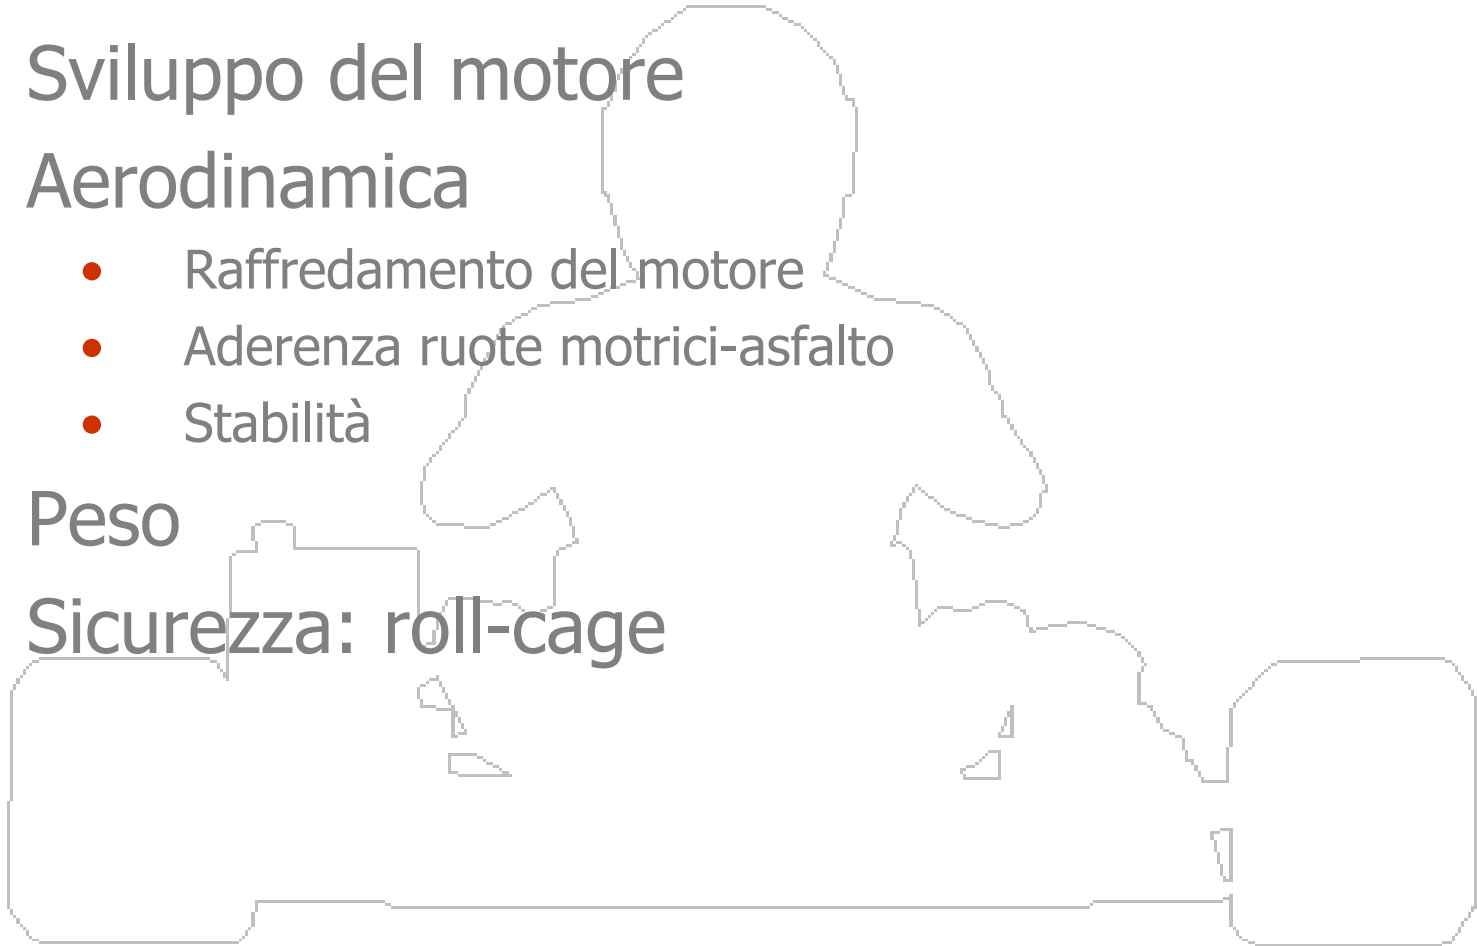 Sviluppo del motore
Aerodinamica
• Raffredamento del motore
• Aderenza ruote motrici-asfalto
• Stabilità
Peso
Sicurezza: roll-cage